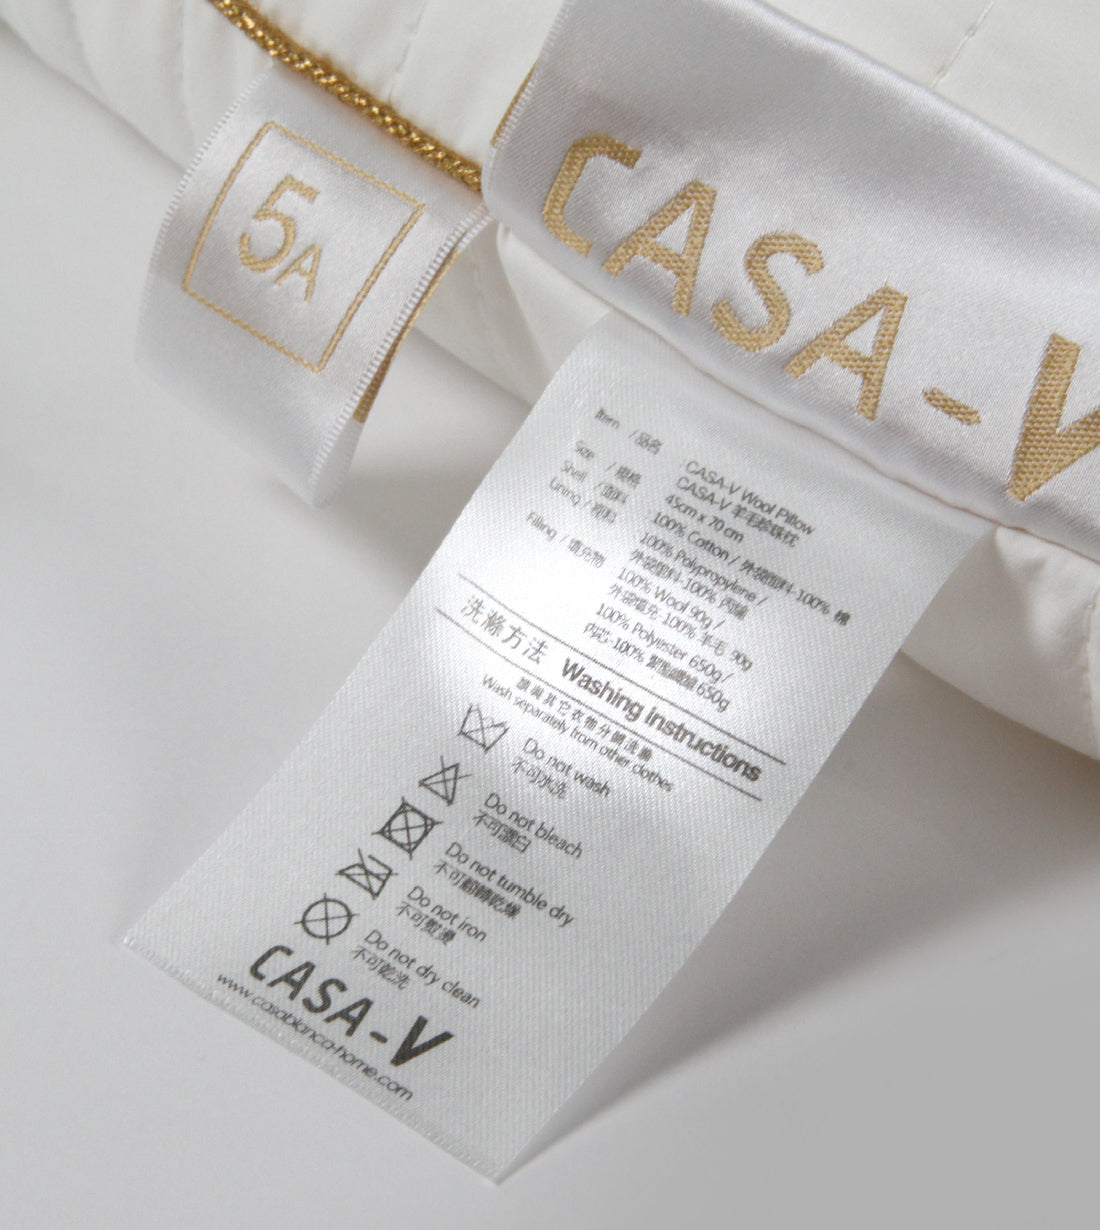 5A
CASA-V
Item / 品名
CASA-V Wool Pillow
CASA-V 羊毛珍珠枕
Size / 規格
45cm x 70 cm
Shell / 面料
100% Cotton / 外袋面料-100% 棉
Lining / 裡料
100% Polypropylene /
外袋裡料-100% 丙綸
Filling / 填充物
100% Wool 90g /
外袋填充-100% 羊毛 90g
100% Polyester 650g /
內芯-100% 聚酯纖維 650g
洗滌方法 Washing instructions
請與其它衣物分開洗滌
Wash separately from other clothes
Do not wash
不可水洗
Do not bleach
不可漂白
Do not tumble dry
不可翻轉乾燥
Do not iron
不可熨燙
Do not dry clean
不可乾洗
CASA-V
www.casablanca-home.com